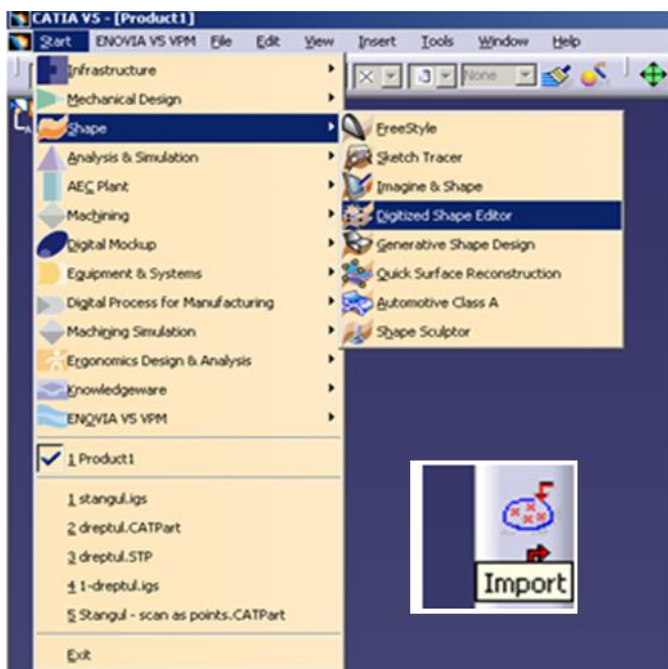 CATIA V5 - [Product1]
Start ENOVIA V5 VPM File Edit View Insert Tools Window Help
None
Infrastructure
Mechanical Design
Shape
Analysis & Simulation
AEC Plant
Machining
Digital Mockup
Equipment & Systems
Digital Process for Manufacturing
Machining Simulation
Ergonomics Design & Analysis
Knowledgeware
ENOVIA V5 VPM
1 Product1
1 stangul.igs
2 dreptul.CATPart
3 dreptul.STP
4 1-dreptul.igs
5 Stangul - scan as points.CATPart
Exit
FreeStyle
Sketch Tracer
Imagine & Shape
Digitized Shape Editor
Generative Shape Design
Quick Surface Reconstruction
Automotive Class A
Shape Sculptor
Import